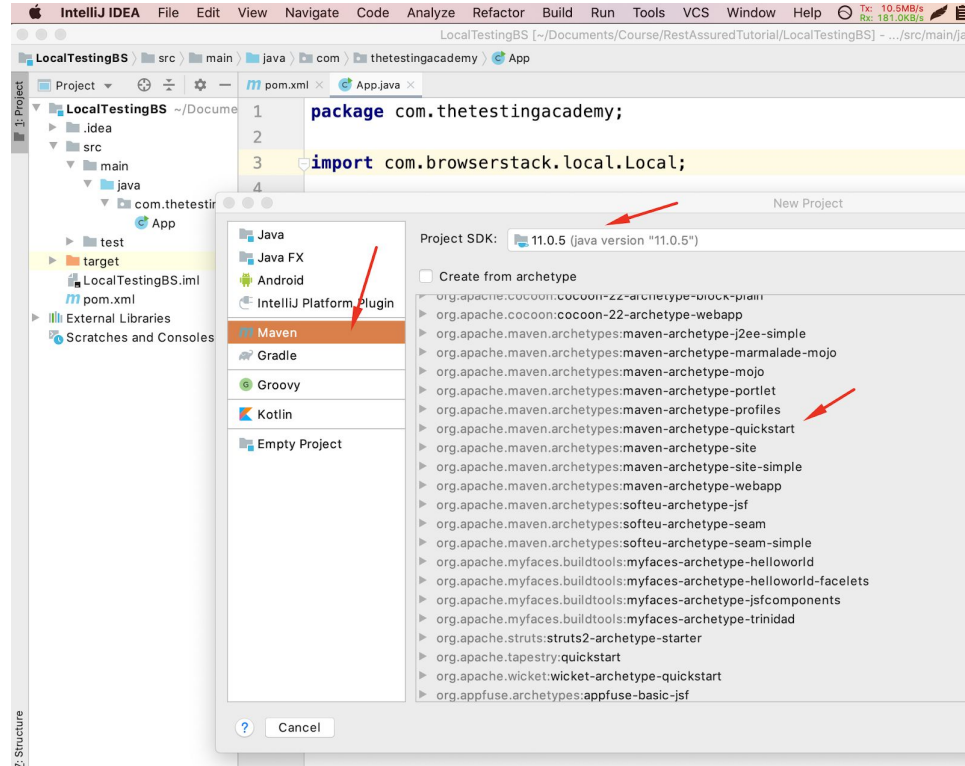 IntelliJ IDEA File Edit View Navigate Code Analyze Refactor Build Run Tools VCS Window Help Tx: 10.5MB/s
Rx: 181.0KB/s
LocalTestingBS [~/Documents/Course/RestAssuredTutorial/LocalTestingBS] - .../src/main/ja
LocalTestingBS src main java com thetestingacademy App
1: Project
Project
pom.xml
App.java
LocalTestingBS ~/Docume
.idea
src
main
java
com.thetestin
App
test
target
LocalTestingBS.iml
pom.xml
External Libraries
Scratches and Consoles
1 package com.thetestingacademy;
2
3 import com.browserstack.local.Local;
4
New Project
Java
Java FX
Android
IntelliJ Platform Plugin
Maven
Gradle
Groovy
Kotlin
Empty Project
Project SDK: 11.0.5 (java version "11.0.5")
Create from archetype
org.apache.cocoon:cocoon-22-archetype-block-plain
org.apache.cocoon:cocoon-22-archetype-webapp
org.apache.maven.archetypes:maven-archetype-j2ee-simple
org.apache.maven.archetypes:maven-archetype-marmalade-mojo
org.apache.maven.archetypes:maven-archetype-mojo
org.apache.maven.archetypes:maven-archetype-portlet
org.apache.maven.archetypes:maven-archetype-profiles
org.apache.maven.archetypes:maven-archetype-quickstart
org.apache.maven.archetypes:maven-archetype-site
org.apache.maven.archetypes:maven-archetype-site-simple
org.apache.maven.archetypes:maven-archetype-webapp
org.apache.maven.archetypes:softeu-archetype-jsf
org.apache.maven.archetypes:softeu-archetype-seam
org.apache.maven.archetypes:softeu-archetype-seam-simple
org.apache.myfaces.buildtools:myfaces-archetype-helloworld
org.apache.myfaces.buildtools:myfaces-archetype-helloworld-facelets
org.apache.myfaces.buildtools:myfaces-archetype-jsfcomponents
org.apache.myfaces.buildtools:myfaces-archetype-trinidad
org.apache.struts:struts2-archetype-starter
org.apache.tapestry:quickstart
org.apache.wicket:wicket-archetype-quickstart
org.appfuse.archetypes:appfuse-basic-jsf
? Cancel
7: Structure